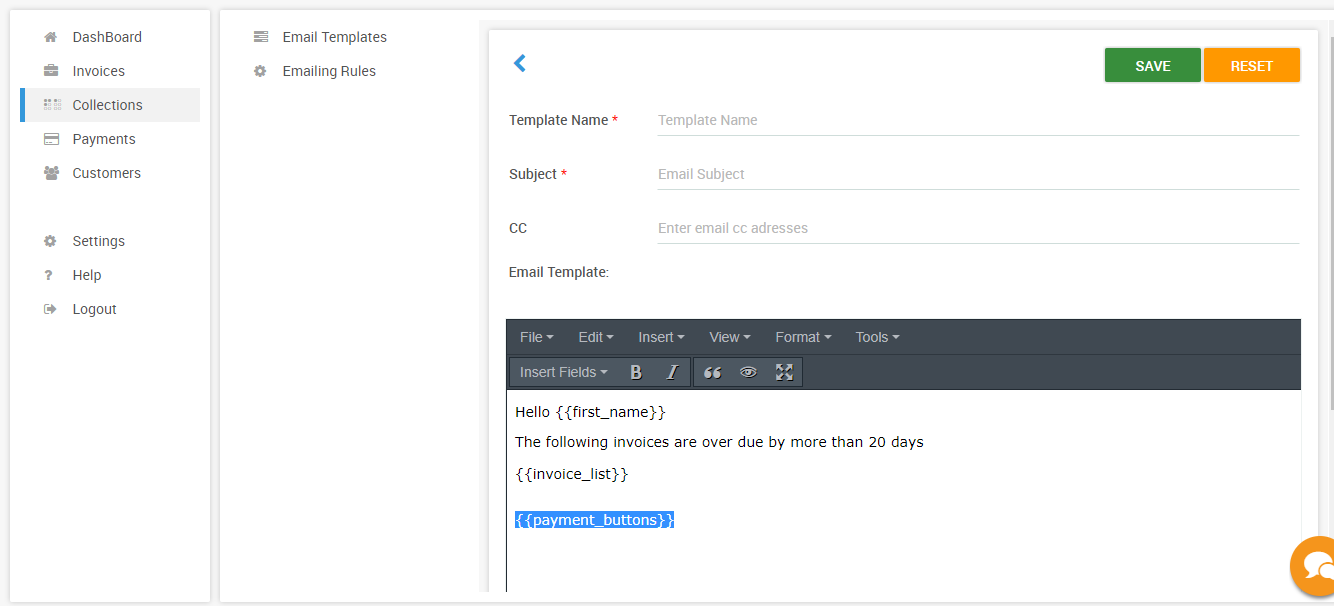 DashBoard
Invoices
Collections
Payments
Customers
Settings
Help
Logout
Email Templates
Emailing Rules
SAVE
RESET
Template Name *
Template Name
Subject *
Email Subject
CC
Enter email cc adresses
Email Template:
File
Edit
Insert
View
Format
Tools
Insert Fields
B
I
Hello {{first_name}}
The following invoices are over due by more than 20 days
{{invoice_list}}
{{payment_buttons}}